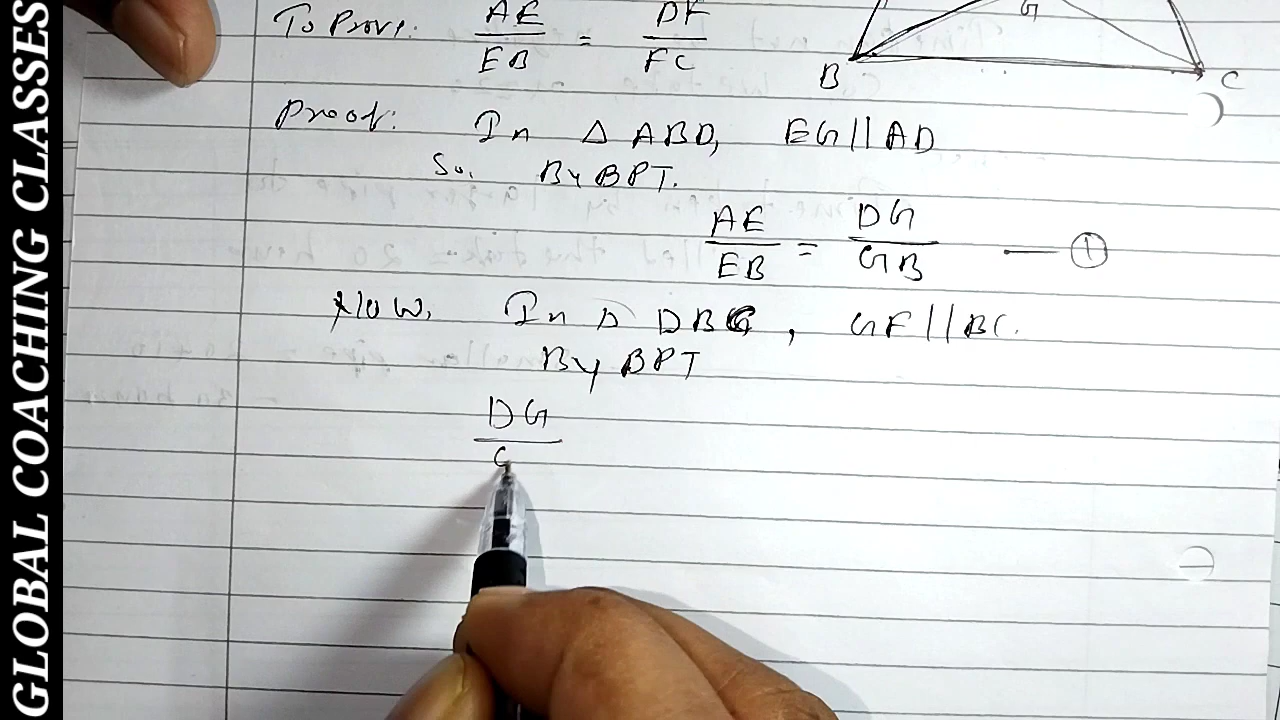 GLOBAL COACHING CLASSES
To Prove: AE/EB = DF/FC
G
B
C
Proof: In Δ ABD, EG||AD
So, By BPT.
AE/EB = DG/GB — ①
Now, In Δ DBC, GF||BC.
By BPT
DG